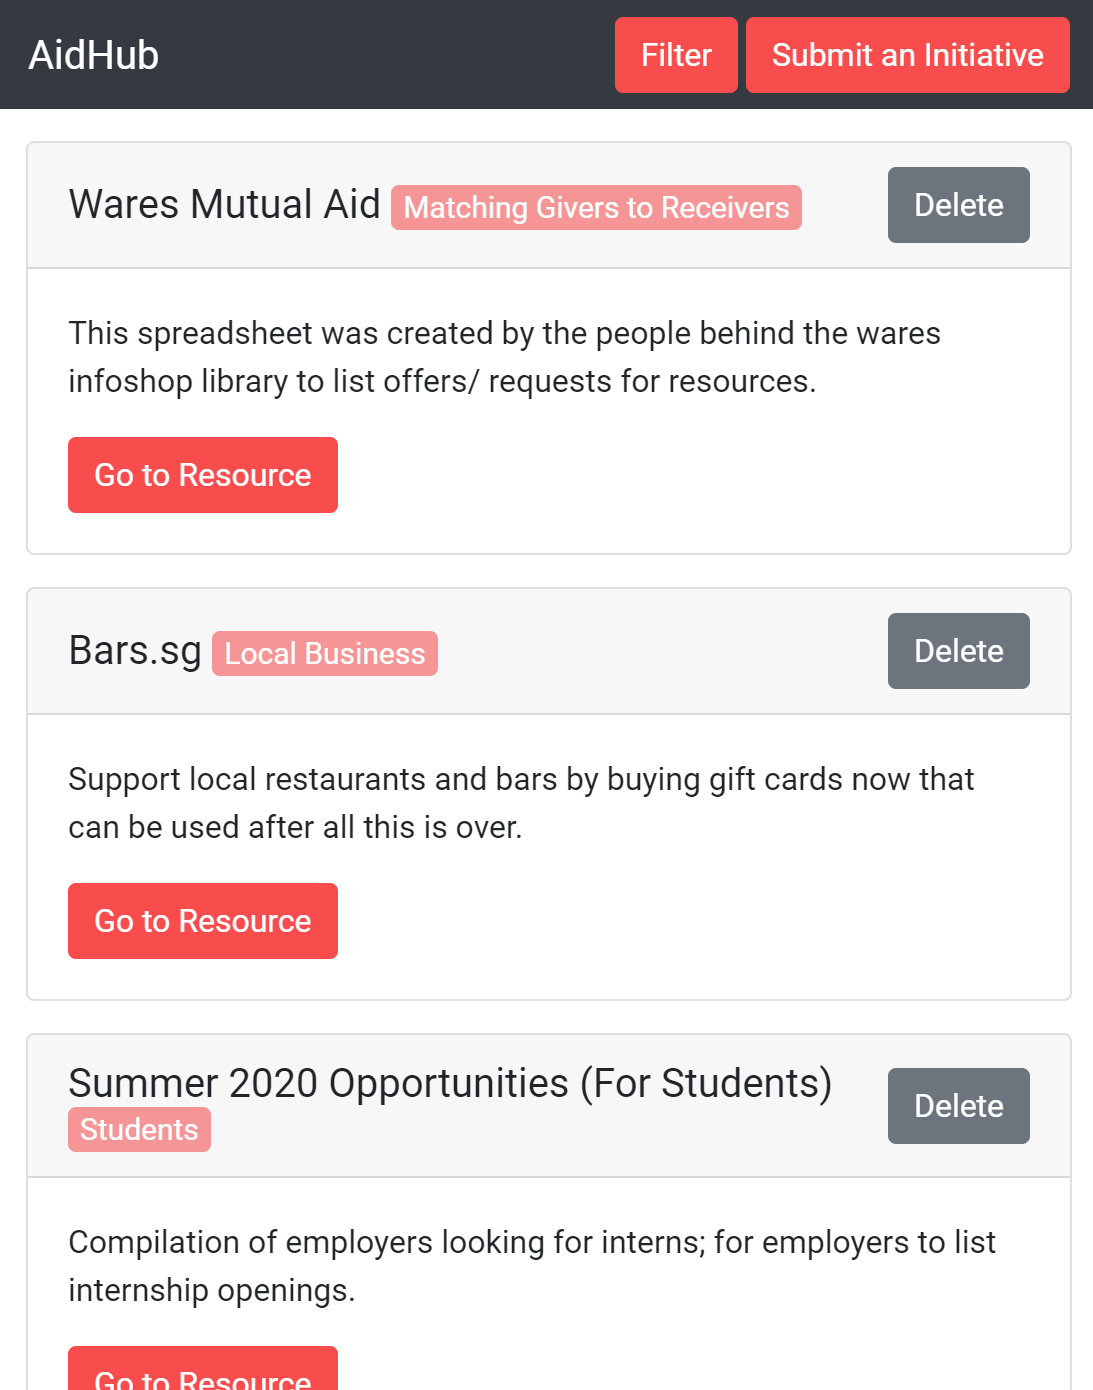 AidHub Filter Submit an Initiative
Wares Mutual Aid Matching Givers to Receivers Delete
This spreadsheet was created by the people behind the wares
infoshop library to list offers/ requests for resources.
Go to Resource
Bars.sg Local Business Delete
Support local restaurants and bars by buying gift cards now that
can be used after all this is over.
Go to Resource
Summer 2020 Opportunities (For Students)
Students
Delete
Compilation of employers looking for interns; for employers to list
internship openings.
Go to Resource